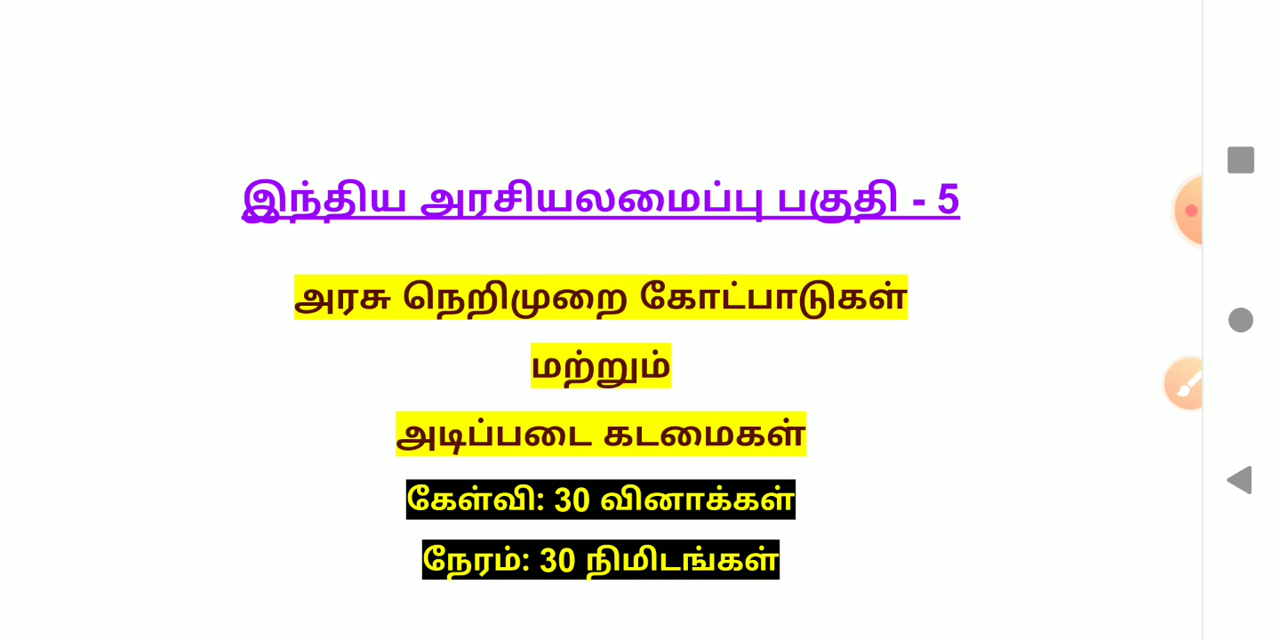 இந்திய அரசியலமைப்பு பகுதி - 5
அரசு நெறிமுறை கோட்பாடுகள்
மற்றும்
அடிப்படை கடமைகள்
கேள்வி: 30 வினாக்கள்
நேரம்: 30 நிமிடங்கள்